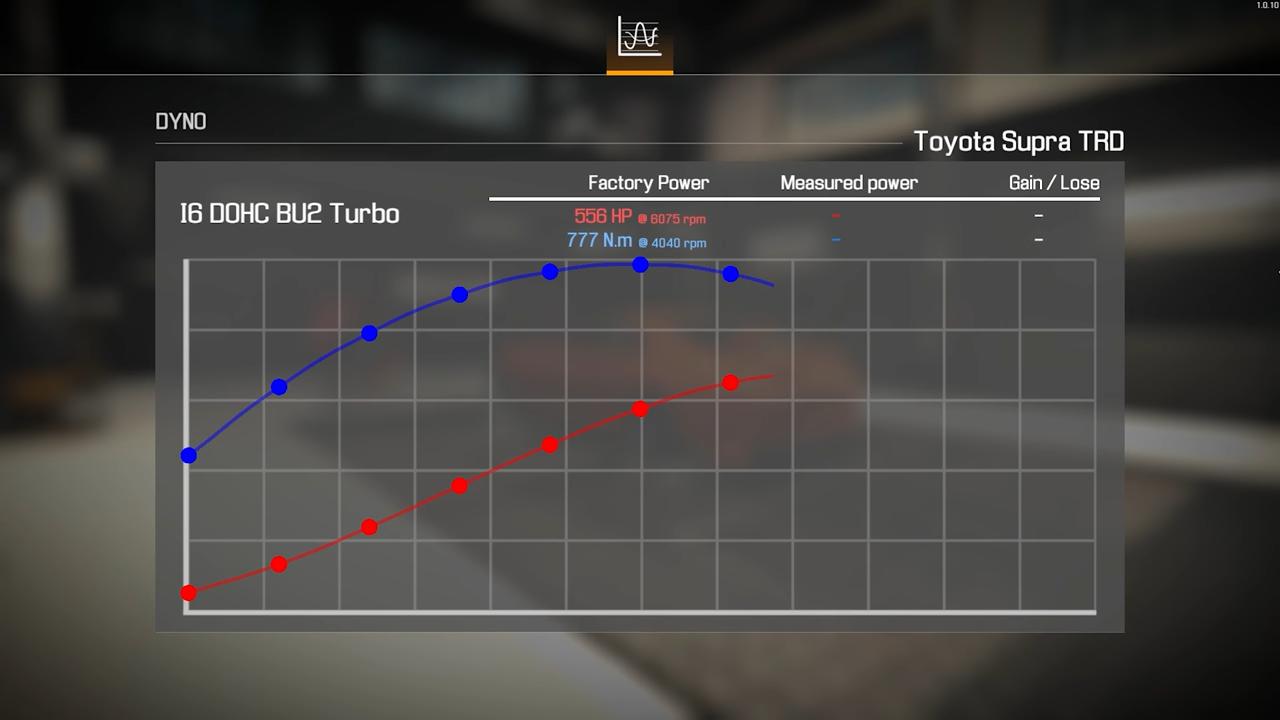 1.0.10
DYNO
Toyota Supra TRD
Factory Power Measured power Gain / Lose
I6 DOHC BU2 Turbo
556 HP @ 6075 rpm - -
777 N.m @ 4040 rpm - -